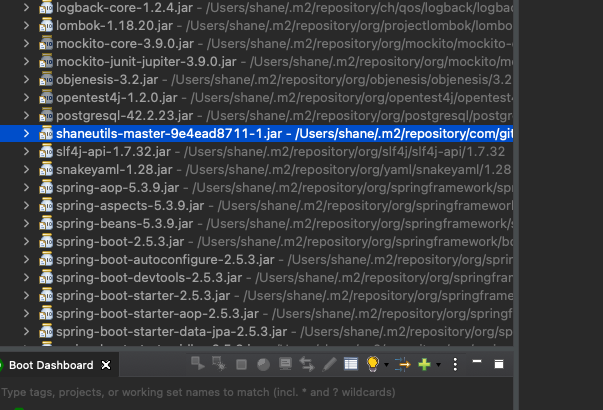 logback-core-1.2.4.jar - /Users/shane/.m2/repository/ch/qos/logback/logbac
lombok-1.18.20.jar - /Users/shane/.m2/repository/org/projectlombok/lombo
mockito-core-3.9.0.jar - /Users/shane/.m2/repository/org/mockito/mockito-
mockito-junit-jupiter-3.9.0.jar - /Users/shane/.m2/repository/org/mockito/mo
objenesis-3.2.jar - /Users/shane/.m2/repository/org/objenesis/objenesis/3.2
opentest4j-1.2.0.jar - /Users/shane/.m2/repository/org/opentest4j/opentest4
postgresql-42.2.23.jar - /Users/shane/.m2/repository/org/postgresql/postgr
shaneutils-master-9e4ead8711-1.jar - /Users/shane/.m2/repository/com/git
slf4j-api-1.7.32.jar - /Users/shane/.m2/repository/org/slf4j/slf4j-api/1.7.32
snakeyaml-1.28.jar - /Users/shane/.m2/repository/org/yaml/snakeyaml/1.28
spring-aop-5.3.9.jar - /Users/shane/.m2/repository/org/springframework/spr
spring-aspects-5.3.9.jar - /Users/shane/.m2/repository/org/springframework
spring-beans-5.3.9.jar - /Users/shane/.m2/repository/org/springframework/s
spring-boot-2.5.3.jar - /Users/shane/.m2/repository/org/springframework/bo
spring-boot-autoconfigure-2.5.3.jar - /Users/shane/.m2/repository/org/sprin
spring-boot-devtools-2.5.3.jar - /Users/shane/.m2/repository/org/springfram
spring-boot-starter-2.5.3.jar - /Users/shane/.m2/repository/org/springframe
spring-boot-starter-aop-2.5.3.jar - /Users/shane/.m2/repository/org/springf
spring-boot-starter-data-jpa-2.5.3.jar - /Users/shane/.m2/repository/org/sp
Boot Dashboard
Type tags, projects, or working set names to match (incl. * and ? wildcards)